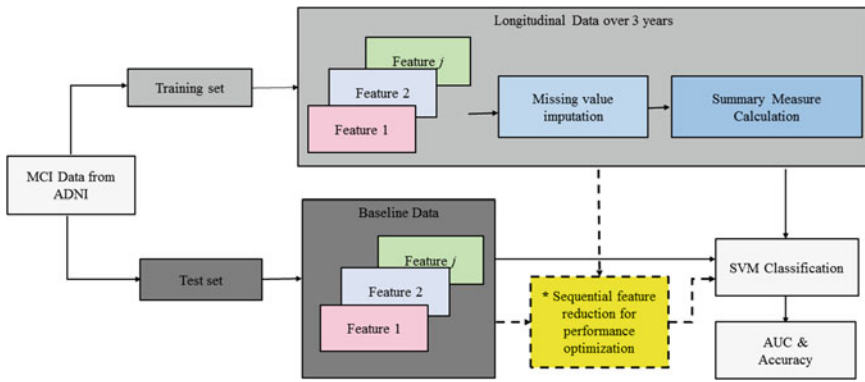 Longitudinal Data over 3 years
Training set
Feature j
Feature 2
Feature 1
Missing value
imputation
Summary Measure
Calculation
MCI Data from
ADNI
Baseline Data
Test set
Feature j
Feature 2
Feature 1
* Sequential feature
reduction for
performance
optimization
SVM Classification
AUC &
Accuracy